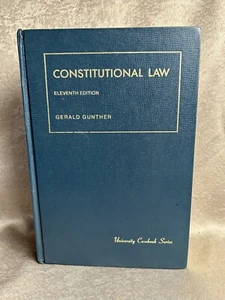 CONSTITUTIONAL LAW
ELEVENTH EDITION
GERALD GUNTHER
University Casebook Series